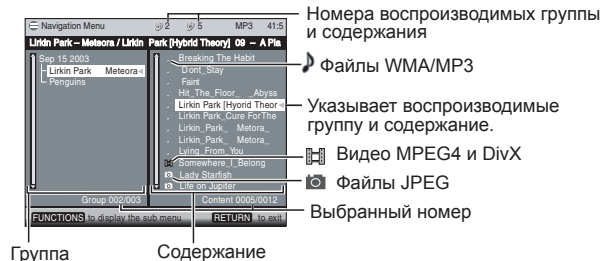 Navigation Menu 2 5 MP3 41:5
Lirkin Park – Meteora / Lirkin Park [Hybrid Theory] 09 – A Pla
Sep 15 2003
Lirkin Park Meteora
Penguins
Breaking The Habit
Dont_Stay
Faint
Hit_The_Floor_ _Abyss
Lirkin Park [Hyorid Theor
Lirkin Park_Cure ForThe
Lirkin_Park_ Metora_
Lirkin_Park_ Metora_
Lying_From_You
Somewhere_I_Belong
Lady Starfish
Life on Jupiter
Group 002/003
Content 0005/0012
FUNCTIONS to display the sub menu
RETURN to exit
Номера воспроизводимых группы
и содержания
Файлы WMA/MP3
Указывает воспроизводимые
группу и содержание.
Видео MPEG4 и DivX
Файлы JPEG
Выбранный номер
Группа
Содержание